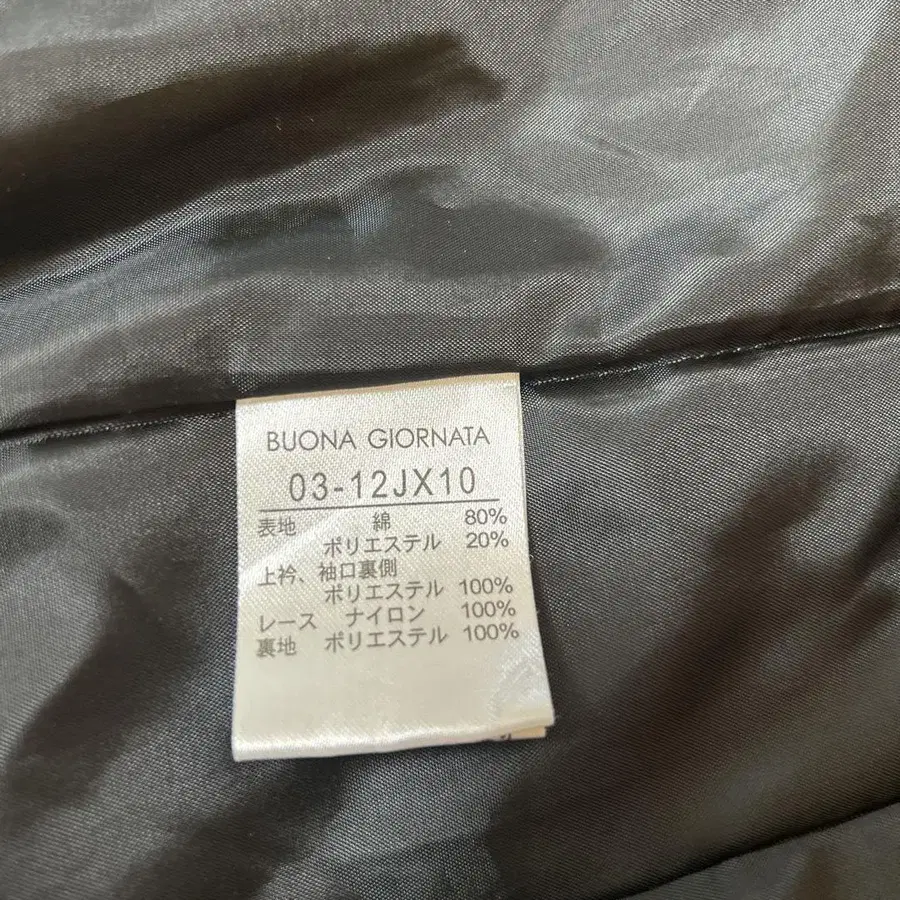 BUONA GIORNATA
03-12JX10
表地 綿 80%
ポリエステル 20%
上衿、袖口裏側
ポリエステル 100%
レース ナイロン 100%
裏地 ポリエステル 100%